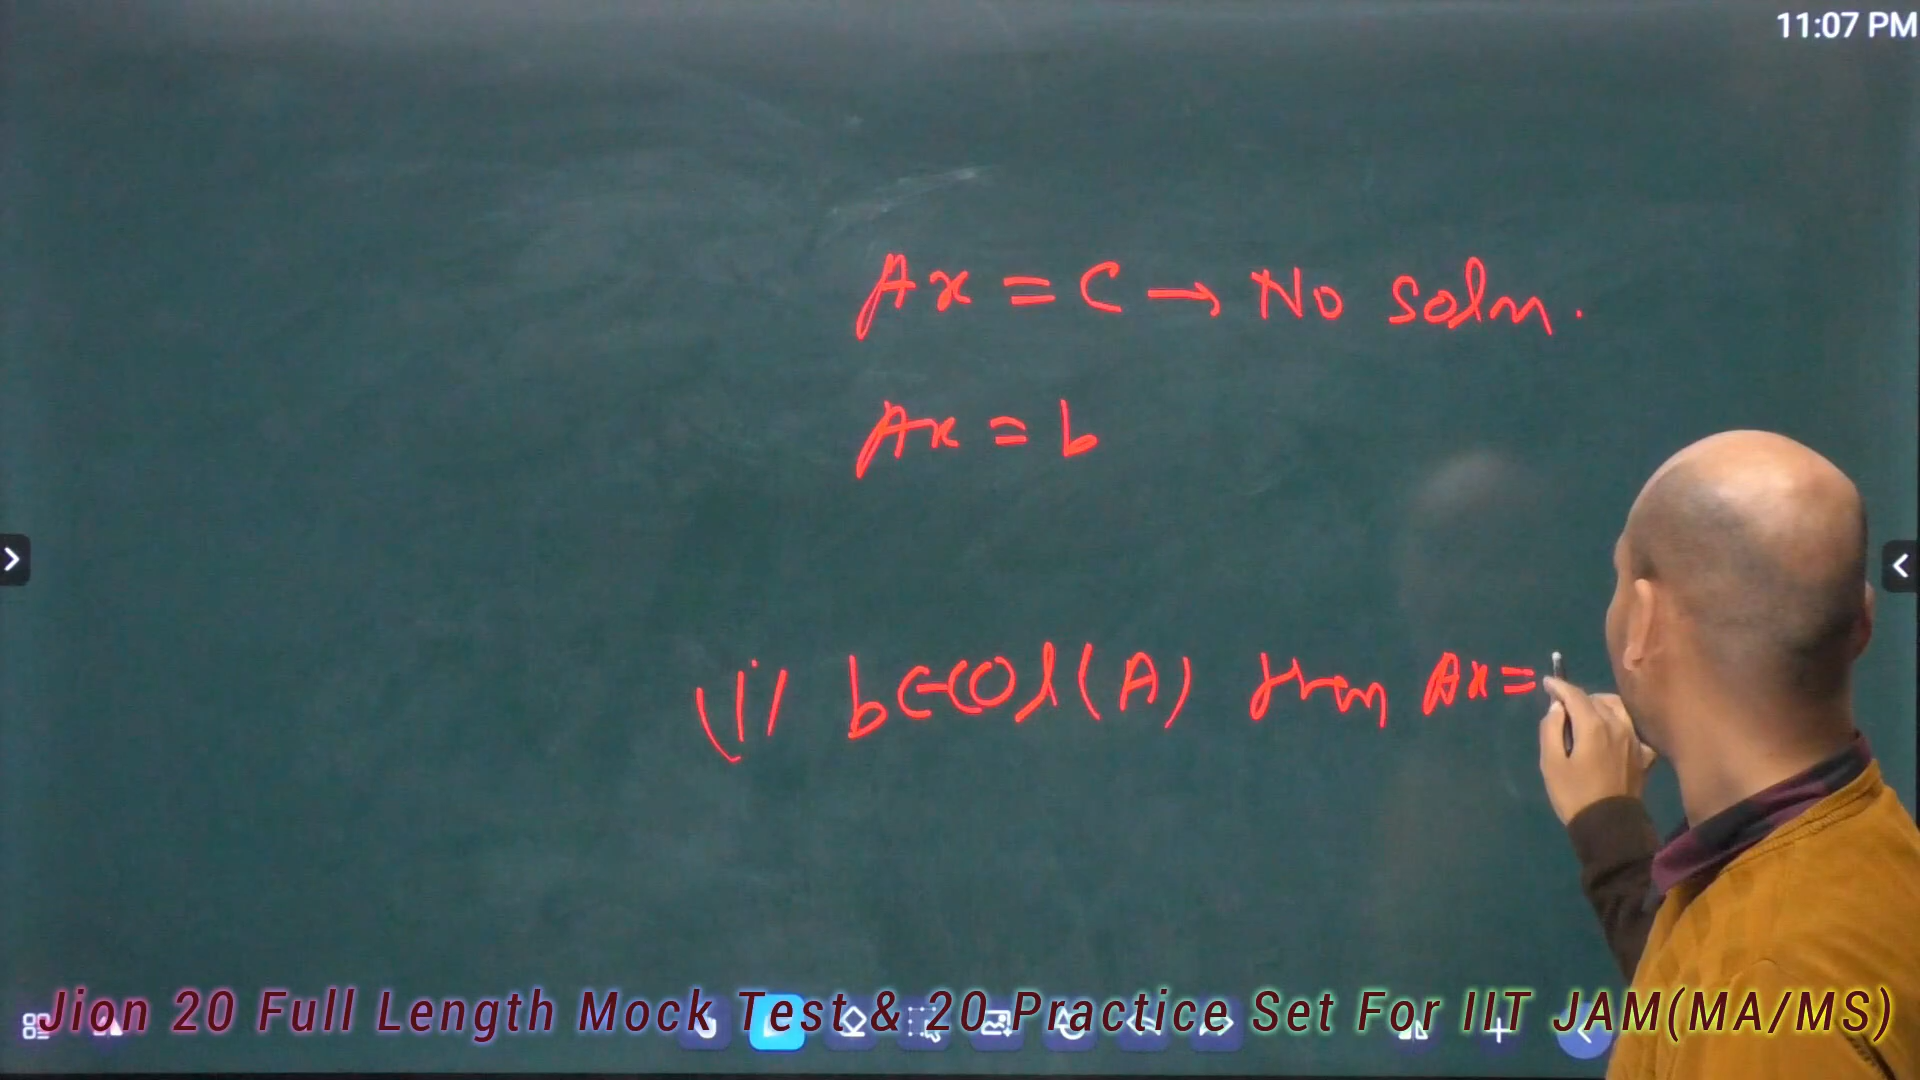 11:07 PM
Ax = C → No soln.
Ax = b
(i) b ∈ Col(A) then Ax =
Jion 20 Full Length Mock Test & 20 Practice Set For IIT JAM(MA/MS)